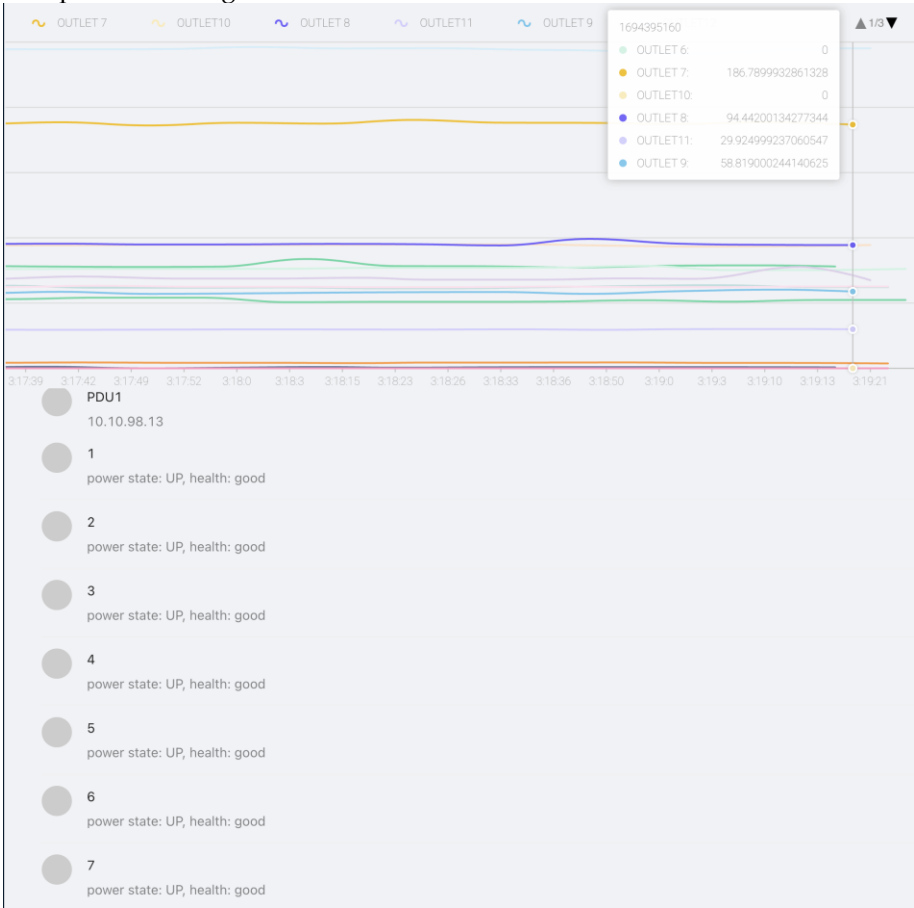 OUTLET 7 OUTLET10 OUTLET 8 OUTLET11 OUTLET 9 1/3
1694395160
OUTLET 6: 0
OUTLET 7: 186.7899932861328
OUTLET10: 0
OUTLET 8: 94.44200134277344
OUTLET11: 29.924999237060547
OUTLET 9: 58.819000244140625
3:17:39 3:17:42 3:17:49 3:17:52 3:18:0 3:18:3 3:18:15 3:18:23 3:18:26 3:18:33 3:18:36 3:18:50 3:19:0 3:19:3 3:19:10 3:19:13 3:19:21
PDU1
10.10.98.13
1
power state: UP, health: good
2
power state: UP, health: good
3
power state: UP, health: good
4
power state: UP, health: good
5
power state: UP, health: good
6
power state: UP, health: good
7
power state: UP, health: good